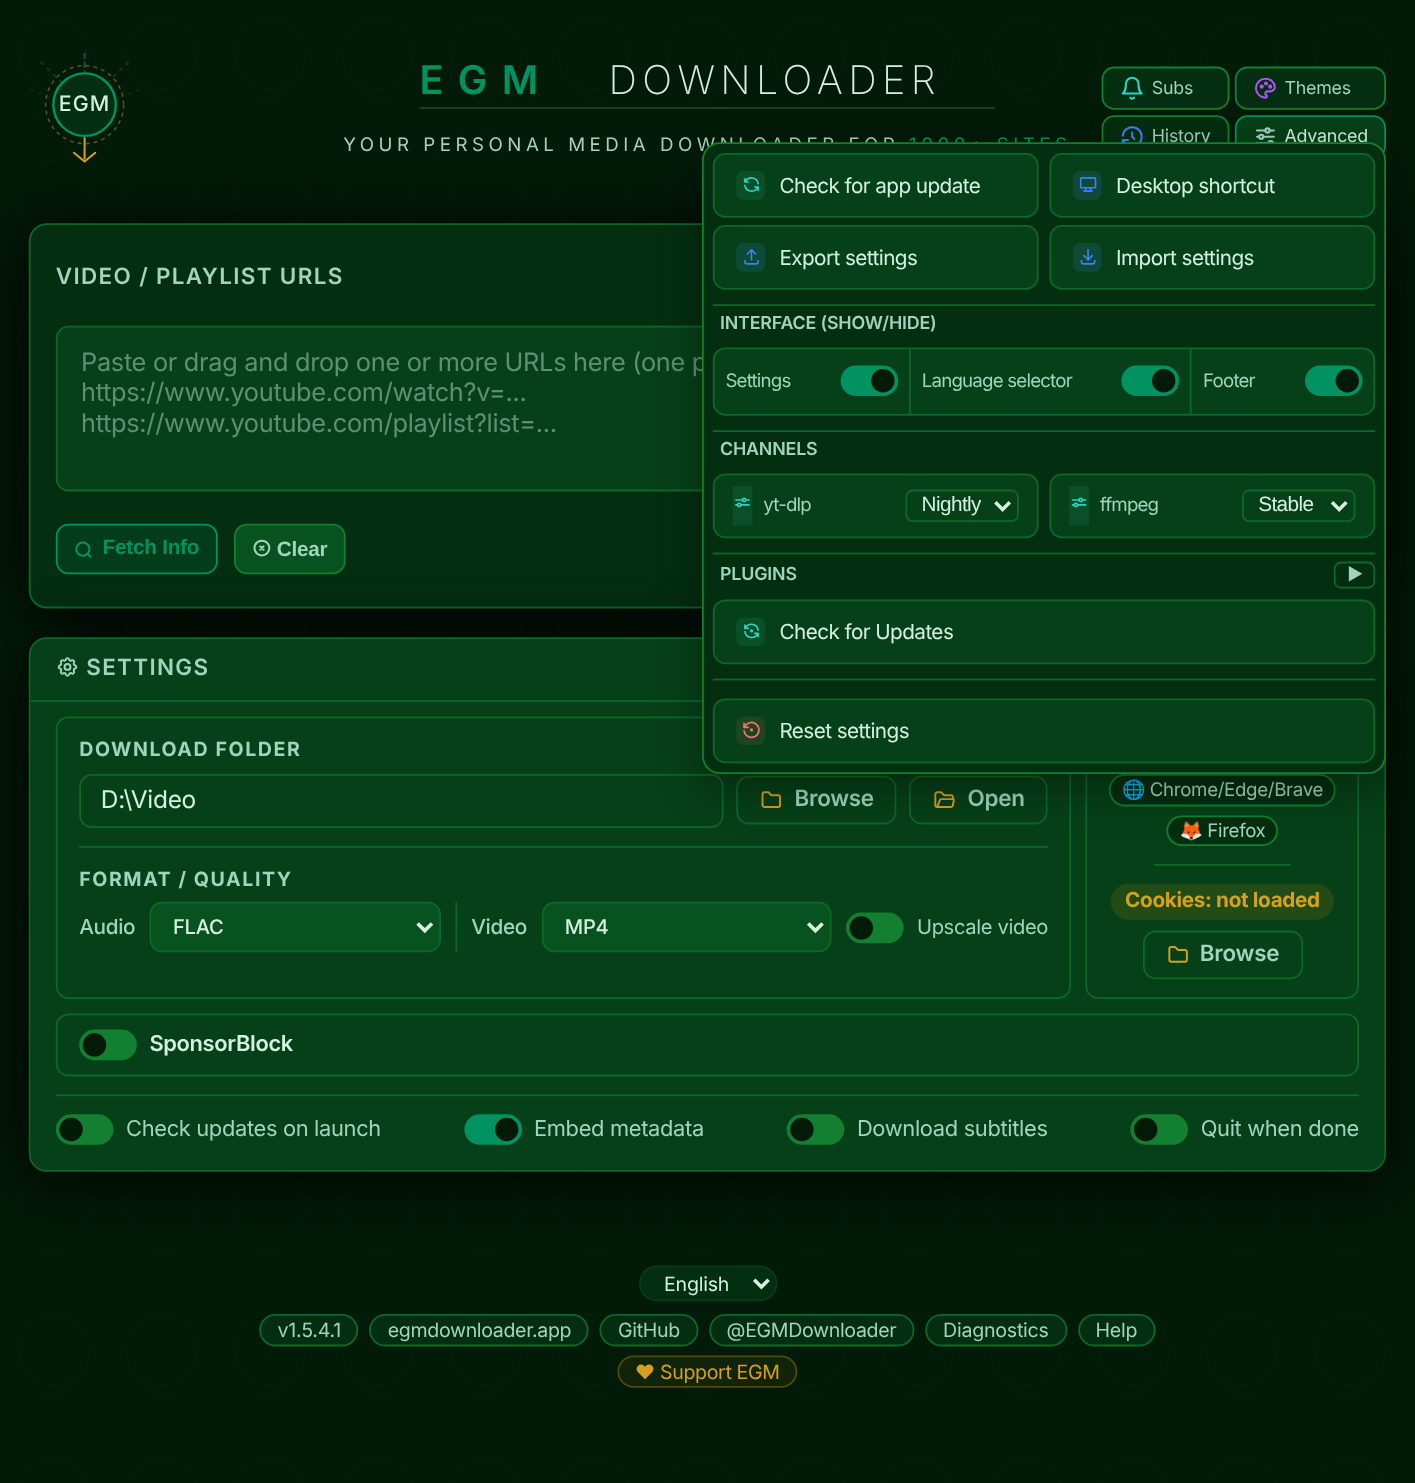 EGM
EGM DOWNLOADER
YOUR PERSONAL MEDIA DOWNLOADER FOR 1000+ SITES
Subs
Themes
History
Advanced
Check for app update
Desktop shortcut
Export settings
Import settings
INTERFACE (SHOW/HIDE)
Settings
Language selector
Footer
CHANNELS
yt-dlp
Nightly
ffmpeg
Stable
PLUGINS
Check for Updates
Reset settings
VIDEO / PLAYLIST URLS
Paste or drag and drop one or more URLs here (one p
https://www.youtube.com/watch?v=...
https://www.youtube.com/playlist?list=...
Fetch Info
Clear
SETTINGS
DOWNLOAD FOLDER
D:\Video
Browse
Open
FORMAT / QUALITY
Audio
FLAC
Video
MP4
Upscale video
Chrome/Edge/Brave
Firefox
Cookies: not loaded
Browse
SponsorBlock
Check updates on launch
Embed metadata
Download subtitles
Quit when done
English
v1.5.4.1
egmdownloader.app
GitHub
@EGMDownloader
Diagnostics
Help
Support EGM